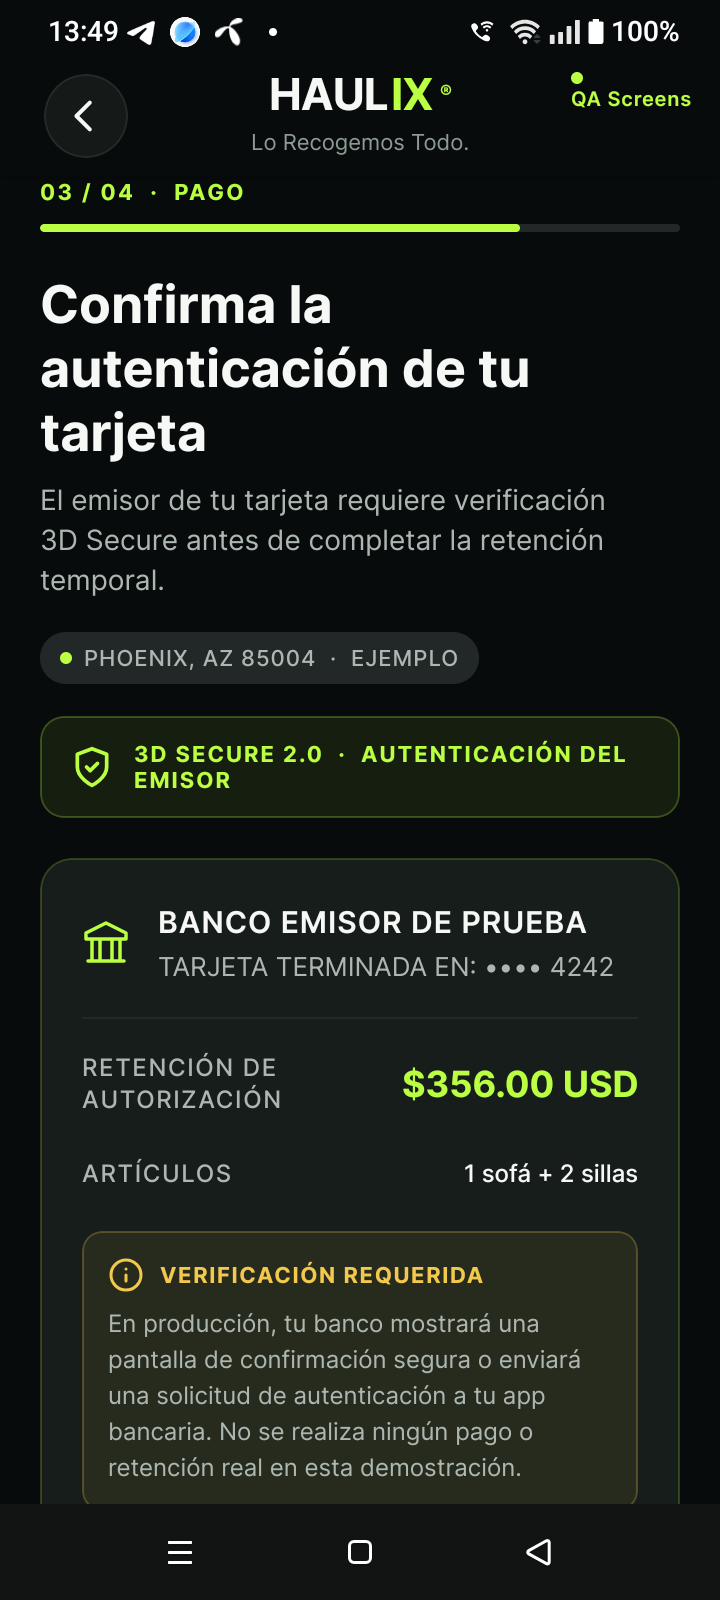 13:49
100%
HAULIX ®
QA Screens
Lo Recogemos Todo.
03 / 04 · PAGO
Confirma la
autenticación de tu
tarjeta
El emisor de tu tarjeta requiere verificación
3D Secure antes de completar la retención
temporal.
PHOENIX, AZ 85004 · EJEMPLO
3D SECURE 2.0 · AUTENTICACIÓN DEL
EMISOR
BANCO EMISOR DE PRUEBA
TARJETA TERMINADA EN: •••• 4242
RETENCIÓN DE
AUTORIZACIÓN
$356.00 USD
ARTÍCULOS
1 sofá + 2 sillas
VERIFICACIÓN REQUERIDA
En producción, tu banco mostrará una
pantalla de confirmación segura o enviará
una solicitud de autenticación a tu app
bancaria. No se realiza ningún pago o
retención real en esta demostración.